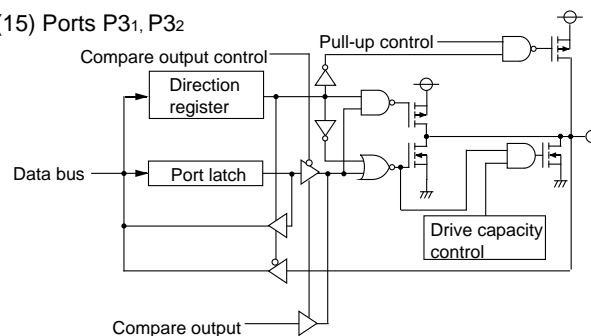 (15) Ports P31, P32
Pull-up control
Compare output control
Direction
register
Data bus
Port latch
Drive capacity
control
Compare output